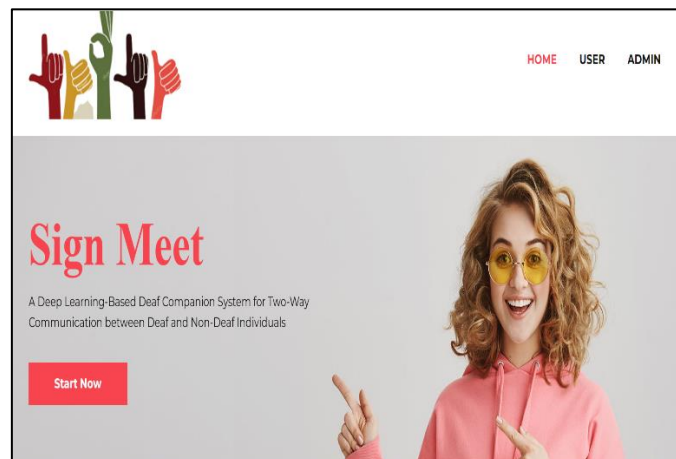 HOME USER ADMIN
Sign Meet
A Deep Learning-Based Deaf Companion System for Two-Way
Communication between Deaf and Non-Deaf Individuals
Start Now